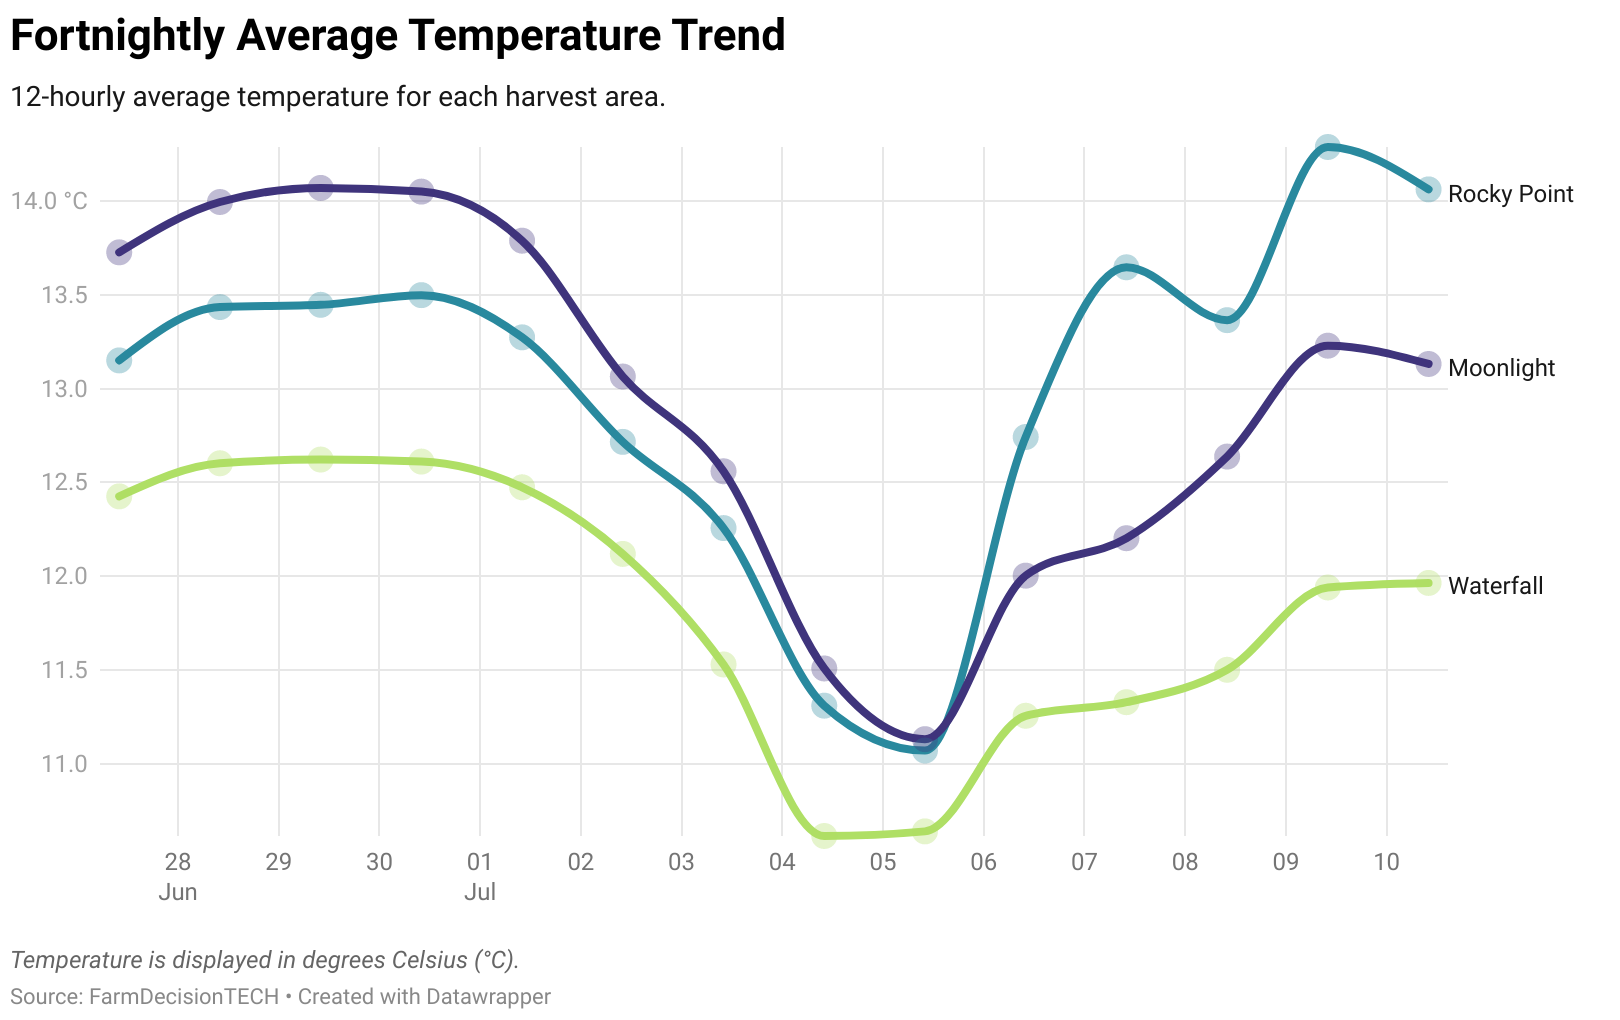 Fortnightly Average Temperature Trend
12-hourly average temperature for each harvest area.
14.0 °C
13.5
13.0
12.5
12.0
11.5
11.0
Rocky Point
Moonlight
Waterfall
28 29 30 01 02 03 04 05 06 07 08 09 10
Jun Jul
Temperature is displayed in degrees Celsius (°C).
Source: FarmDecisionTECH • Created with Datawrapper